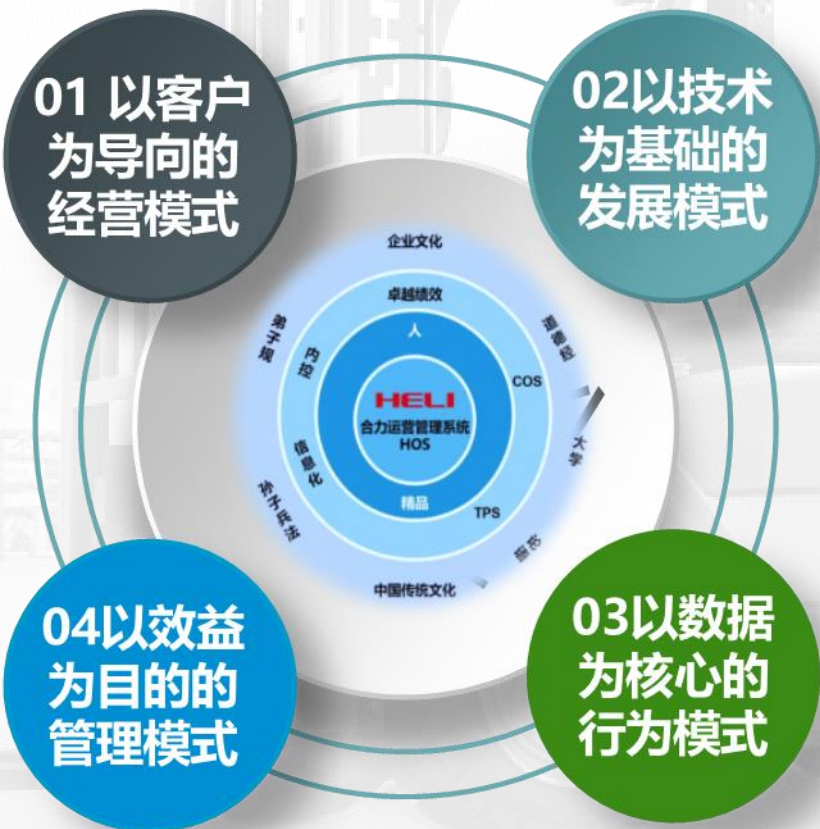 01 以客户
为导向的
经营模式
02以技术
为基础的
发展模式
企业文化
卓越绩效
人
弟子规
内控
道德经
COS
HELI
合力运营管理系统
HOS
大学
信息化
精品
TPS
孙子兵法
中国传统文化
04以效益
为目的的
管理模式
03以数据
为核心的
行为模式